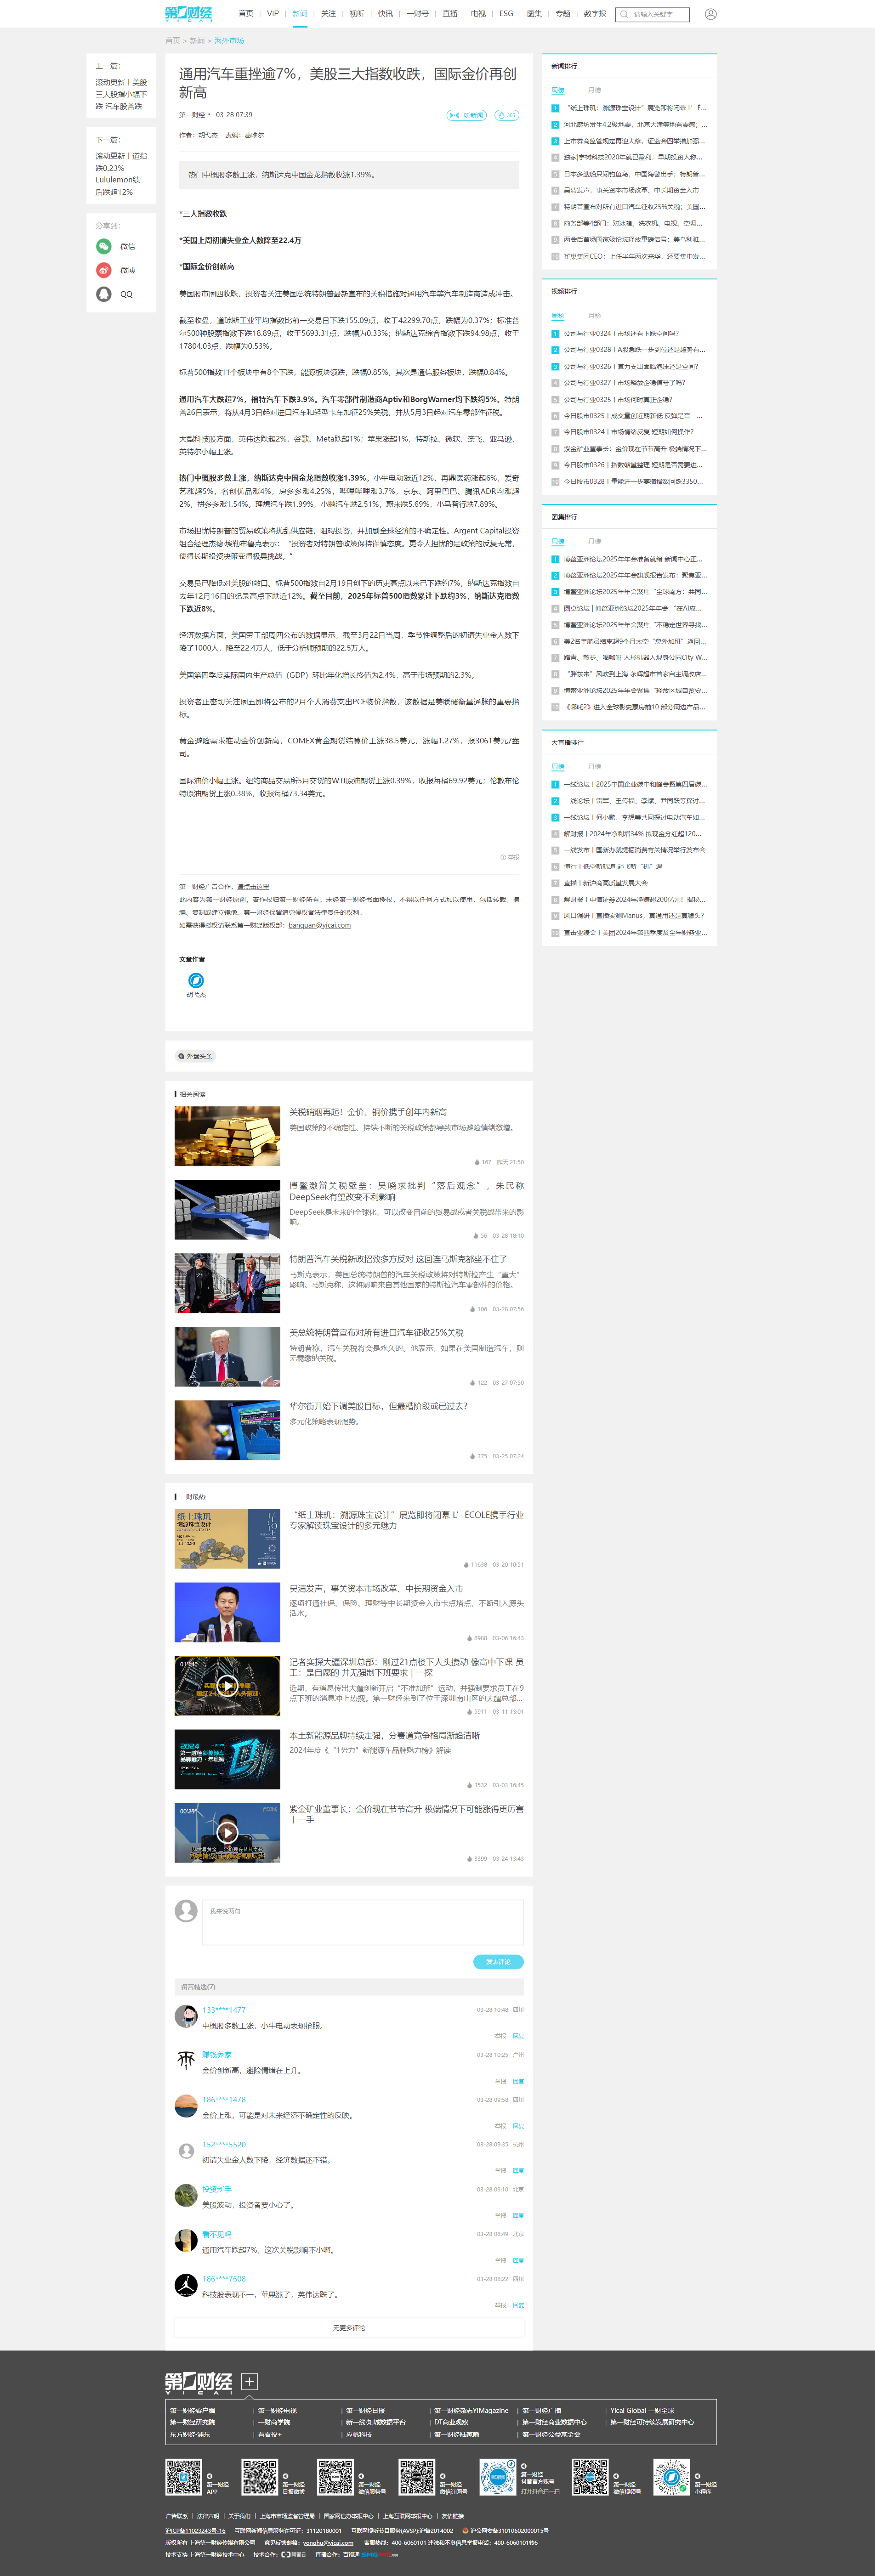 第一财经
YICAI
首页 | VIP | 新闻 | 关注 | 视听 | 快讯 | 一财号 | 直播 | 电视 | ESG | 图集 | 专题 | 数字报
请输入关键字
首页 > 新闻 > 海外市场
上一篇：
滚动更新丨美股
三大股指小幅下
跌 汽车股普跌
下一篇：
滚动更新丨道指
跌0.23%
Lululemon绩
后跌超12%
分享到：
微信
微博
QQ
通用汽车重挫逾7%，美股三大指数收跌，国际金价再创
新高
第一财经 · 03-28 07:39
听新闻
作者：胡弋杰 责编：葛唯尔
热门中概股多数上涨，纳斯达克中国金龙指数收涨1.39%。
*三大指数收跌
*美国上周初请失业金人数降至22.4万
*国际金价创新高
美国股市周四收跌，投资者关注美国总统特朗普最新宣布的关税措施对通用汽车等汽车制造商造成冲击。
截至收盘，道琼斯工业平均指数比前一交易日下跌155.09点，收于42299.70点，跌幅为0.37%；标准普
尔500种股票指数下跌18.89点，收于5693.31点，跌幅为0.33%；纳斯达克综合指数下跌94.98点，收于
17804.03点，跌幅为0.53%。
标普500指数11个板块中有8个下跌，能源板块领跌，跌幅0.85%，其次是通信服务板块，跌幅0.84%。
通用汽车大跌超7%，福特汽车下跌3.9%。汽车零部件制造商Aptiv和BorgWarner均下跌约5%。特朗
普26日表示，将从4月3日起对进口汽车和轻型卡车加征25%关税，并从5月3日起对汽车零部件征税。
大型科技股方面，英伟达跌超2%，谷歌、Meta跌超1%；苹果涨超1%，特斯拉、微软、奈飞、亚马逊、
英特尔小幅上涨。
热门中概股多数上涨，纳斯达克中国金龙指数收涨1.39%。小牛电动涨近12%，再鼎医药涨超6%，爱奇
艺涨超5%，名创优品涨4%，房多多涨4.25%，哔哩哔哩涨3.7%，京东、阿里巴巴、腾讯ADR均涨超
2%，拼多多涨1.54%。理想汽车跌1.99%，小鹏汽车跌2.51%，蔚来跌5.69%，小马智行跌7.89%。
市场担忧特朗普的贸易政策将扰乱供应链，阻碍投资，并加剧全球经济的不确定性。Argent Capital投资
组合经理杰德·埃勒布鲁克表示：“投资者对特朗普政策保持谨慎态度。更令人担忧的是政策的反复无常，
使得长期投资决策变得极具挑战。”
交易员已降低对美股的敞口。标普500指数自2月19日创下的历史高点以来已下跌约7%，纳斯达克指数自
去年12月16日的纪录高点下跌近12%。截至目前，2025年标普500指数累计下跌约3%，纳斯达克指数
下跌近8%。
经济数据方面，美国劳工部周四公布的数据显示，截至3月22日当周，季节性调整后的初请失业金人数下
降了1000人，降至22.4万人，低于分析师预期的22.5万人。
美国第四季度实际国内生产总值（GDP）环比年化增长终值为2.4%，高于市场预期的2.3%。
投资者正密切关注周五即将公布的2月个人消费支出PCE物价指数，该数据是美联储衡量通胀的重要指
标。
黄金避险需求推动金价创新高，COMEX黄金期货结算价上涨38.5美元，涨幅1.27%，报3061美元/盎
司。
国际油价小幅上涨。纽约商品交易所5月交货的WTI原油期货上涨0.39%，收报每桶69.92美元；伦敦布伦
特原油期货上涨0.38%，收报每桶73.34美元。
举报
第一财经广告合作，请点击这里
此内容为第一财经原创，著作权归第一财经所有。未经第一财经书面授权，不得以任何方式加以使用，包括转载、摘
编、复制或建立镜像。第一财经保留追究侵权者法律责任的权利。
如需获得授权请联系第一财经版权部：banquan@yicai.com
文章作者
胡弋杰
外盘头条
相关阅读
关税硝烟再起！金价、铜价携手创年内新高
美国政策的不确定性，持续不断的关税政策都导致市场避险情绪激增。
167 昨天 21:50
博鳌激辩关税壁垒：吴晓求批判“落后观念”，朱民称
DeepSeek有望改变不利影响
DeepSeek是未来的全球化，可以改变目前的贸易战或者关税战带来的影
响。
56 03-28 18:10
特朗普汽车关税新政招致多方反对 这回连马斯克都坐不住了
马斯克表示，美国总统特朗普的汽车关税政策将对特斯拉产生“重大”
影响。马斯克称，这将影响来自其他国家的特斯拉汽车零部件的价格。
106 03-28 07:56
美总统特朗普宣布对所有进口汽车征收25%关税
特朗普称，汽车关税将会是永久的。他表示，如果在美国制造汽车，则
无需缴纳关税。
122 03-27 07:50
华尔街开始下调美股目标，但最糟阶段或已过去？
多元化策略表现强势。
375 03-25 07:24
一财最热
“纸上珠玑：溯源珠宝设计”展览即将闭幕 L’ÉCOLE携手行业
专家解读珠宝设计的多元魅力
11638 03-20 10:51
吴清发声，事关资本市场改革、中长期资金入市
逐项打通社保、保险、理财等中长期资金入市卡点堵点，不断引入源头
活水。
8988 03-06 16:43
记者实探大疆深圳总部：刚过21点楼下人头攒动 像高中下课 员
工：是自愿的 并无强制下班要求｜一探
近期，有消息传出大疆创新开启“不准加班”运动，并强制要求员工在9
点下班的消息冲上热搜。第一财经来到了位于深圳南山区的大疆总部...
5911 03-11 13:01
本土新能源品牌持续走强，分赛道竞争格局渐趋清晰
2024年度《“1势力”新能源车品牌魅力榜》解读
3532 03-03 16:45
紫金矿业董事长：金价现在节节高升 极端情况下可能涨得更厉害
丨一手
3399 03-24 13:43
我来说两句
发表评论
留言精选(7)
133****1477 03-28 10:48 四川
中概股多数上涨，小牛电动表现抢眼。
举报 回复
赚钱养家 03-28 10:25 广州
金价创新高，避险情绪在上升。
举报 回复
186****1478 03-28 09:58 四川
金价上涨，可能是对未来经济不确定性的反映。
举报 回复
152****5520 03-28 09:35 杭州
初请失业金人数下降，经济数据还不错。
举报 回复
投资新手 03-28 09:10 北京
美股波动，投资者要小心了。
举报 回复
看不见吗 03-28 08:49 北京
通用汽车跌超7%，这次关税影响不小啊。
举报 回复
186****7608 03-28 08:22 四川
科技股表现不一，苹果涨了，英伟达跌了。
举报 回复
无更多评论
新闻排行
周榜 月榜
1 “纸上珠玑：溯源珠宝设计”展览即将闭幕 L’É...
2 河北廊坊发生4.2级地震，北京天津等地有震感；...
3 上市券商监管规定再迎大修，证监会四举措加强...
4 独家|宇树科技2020年就已盈利，早期投资人称...
5 日本多艘船只闯钓鱼岛，中国海警出手；特朗普...
6 吴清发声，事关资本市场改革、中长期资金入市
7 特朗普宣布对所有进口汽车征收25%关税；美国...
8 商务部等4部门：对冰箱、洗衣机、电视、空调...
9 两会后首场国家级论坛释放重磅信号；美乌利雅...
10 雀巢集团CEO：上任半年两次来华，还要集中发...
视频排行
周榜 月榜
1 公司与行业0324丨市场还有下跌空间吗？
2 公司与行业0328丨A股急跌一步到位还是趋势有...
3 公司与行业0326丨算力支出面临泡沫还是空间？
4 公司与行业0327丨市场释放企稳信号了吗？
5 公司与行业0325丨市场何时真正企稳？
6 今日股市0325丨成交量创近期新低 反弹是否一...
7 今日股市0324丨市场情绪反复 短期如何操作？
8 紫金矿业董事长：金价现在节节高升 极端情况下...
9 今日股市0326丨指数缩量整理 短期是否需要进...
10 今日股市0328丨量能进一步萎缩指数回踩3350...
图集排行
周榜 月榜
1 博鳌亚洲论坛2025年年会准备就绪 新闻中心正...
2 博鳌亚洲论坛2025年年会旗舰报告发布：聚焦亚...
3 博鳌亚洲论坛2025年年会聚焦“全球南方：共同...
4 圆桌论坛 | 博鳌亚洲论坛2025年年会 “在AI应...
5 博鳌亚洲论坛2025年年会聚焦“不稳定世界寻找...
6 美2名宇航员结束超9个月太空“意外加班”返回...
7 踏青、散步、喝咖啡 人形机器人现身公园City W...
8 “胖东来”风吹到上海 永辉超市首家自主调改店...
9 博鳌亚洲论坛2025年年会聚焦“释放区域自贸安...
10 《哪吒2》进入全球影史票房前10 部分周边产品...
大直播排行
周榜 月榜
1 一线论坛丨2025中国企业碳中和峰会暨第四届碳...
2 一线论坛丨雷军、王传福、李斌、尹同跃等探讨...
3 一线论坛丨何小鹏、李想等共同探讨电动汽车如...
4 解财报丨2024年净利增34% 拟现金分红超120...
5 一线发布丨国新办就提振消费有关情况举行发布会
6 懂行丨低空新航道 起飞新“机”遇
7 直播丨新沪商高质量发展大会
8 解财报丨中信证券2024年净赚超200亿元！揭秘...
9 风口调研丨直播实测Manus，真通用还是真噱头？
10 直击业绩会丨美团2024年第四季度及全年财务业...
第一财经
YICAI
第一财经客户端 | 第一财经电视 | 第一财经日报 | 第一财经杂志YiMagazine | 第一财经广播 | Yicai Global 一财全球
第一财经研究院 | 一财商学院 | 新一线·知城数据平台 | DT商业观察 | 第一财经商业数据中心 | 第一财经可持续发展研究中心
东方财经·浦东 | 有看投+ | 应帆科技 | 第一财经陆家嘴 | 第一财经公益基金会
第一财经
APP
第一财经
日报微博
第一财经
微信服务号
第一财经
微信订阅号
第一财经
抖音官方账号
打开抖音扫一扫
第一财经
微信视频号
第一财经
小程序
广告联系 | 法律声明 | 关于我们 | 上海市市场监督管理局 | 国家网信办举报中心 | 上海互联网举报中心 | 友情链接
沪ICP备11023243号-16 互联网新闻信息服务许可证：31120180001 互联网视听节目服务(AVSP):沪备2014002 沪公网安备31010602000015号
版权所有 上海第一财经传媒有限公司 意见反馈邮箱：yonghu@yicai.com 客服热线：400-6060101 违法和不良信息举报电话：400-6060101转6
技术支持 上海第一财经技术中心 技术合作：阿里云 直播合作：百视通